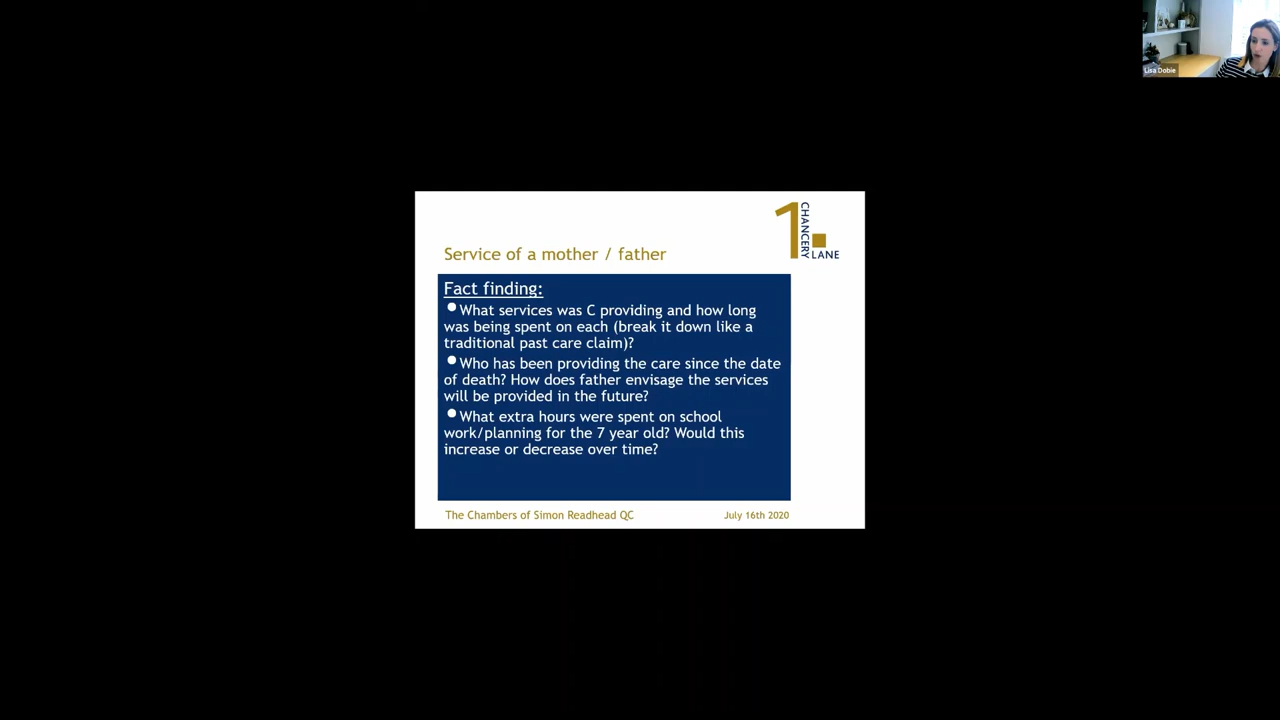 Lisa Dobie
1
CHANCERY
LANE
Service of a mother / father
Fact finding:
•What services was C providing and how long
was being spent on each (break it down like a
traditional past care claim)?
•Who has been providing the care since the date
of death? How does father envisage the services
will be provided in the future?
•What extra hours were spent on school
work/planning for the 7 year old? Would this
increase or decrease over time?
The Chambers of Simon Readhead QC
July 16th 2020